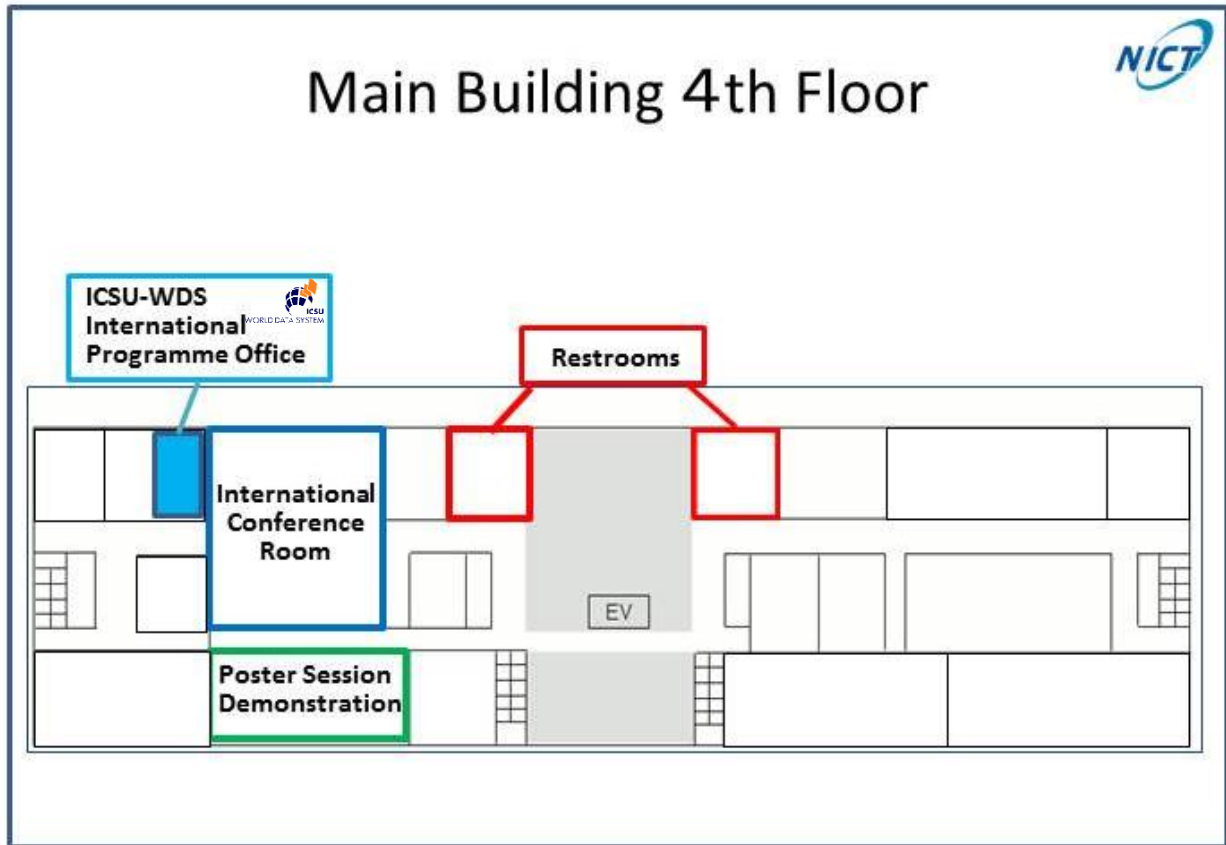 NICT
Main Building 4th Floor
ICSU-WDS
International
Programme Office
ICSU
WORLD DATA SYSTEM
Restrooms
International
Conference
Room
EV
Poster Session
Demonstration